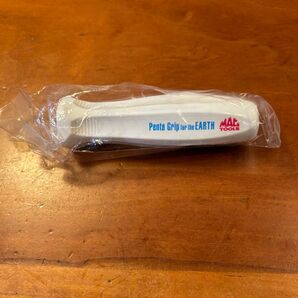 Penta Grip for the EARTH
MAC
TOOLS